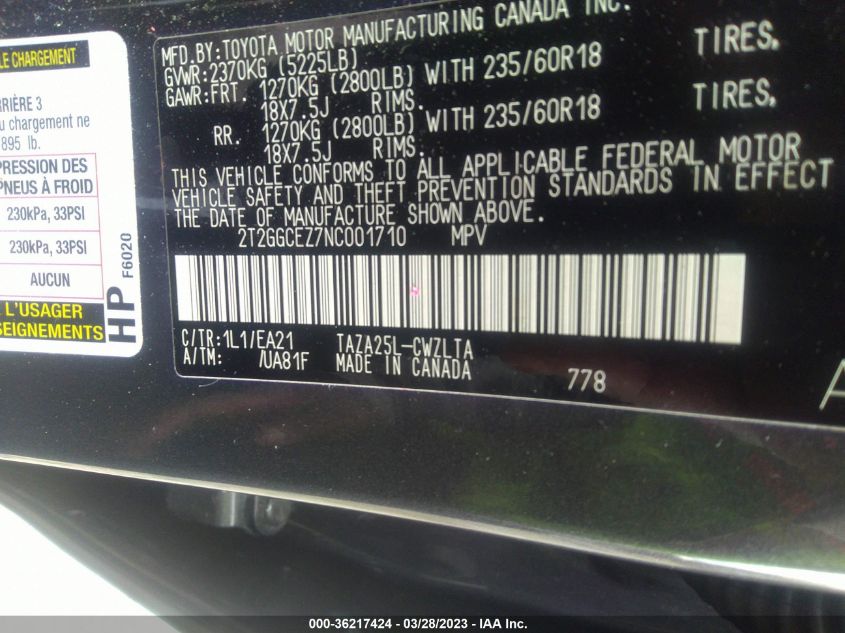 LE CHARGEMENT
ARRIÈRE 3
u chargement ne
895 lb.
PRESSION DES
PNEUS À FROID
230kPa, 33PSI
230kPa, 33PSI
AUCUN
L'USAGER
HP F6020
MFD.BY:TOYOTA MOTOR MANUFACTURING CANADA INC.
GVWR:2370KG (5225LB)
GAWR:FRT. 1270KG (2800LB) WITH 235/60R18 TIRES,
18X7.5J RIMS.
RR. 1270KG (2800LB) WITH 235/60R18 TIRES,
18X7.5J RIMS.
THIS VEHICLE CONFORMS TO ALL APPLICABLE FEDERAL MOTOR
VEHICLE SAFETY AND THEFT PREVENTION STANDARDS IN EFFECT
THE DATE OF MANUFACTURE SHOWN ABOVE.
2T2GGCEZ7NC001710 MPV
C/TR:1L1/EA21 TAZA25L-CWZLTA
A/TM: /UA81F MADE IN CANADA
778
000-36217424 - 03/28/2023 - IAA Inc.